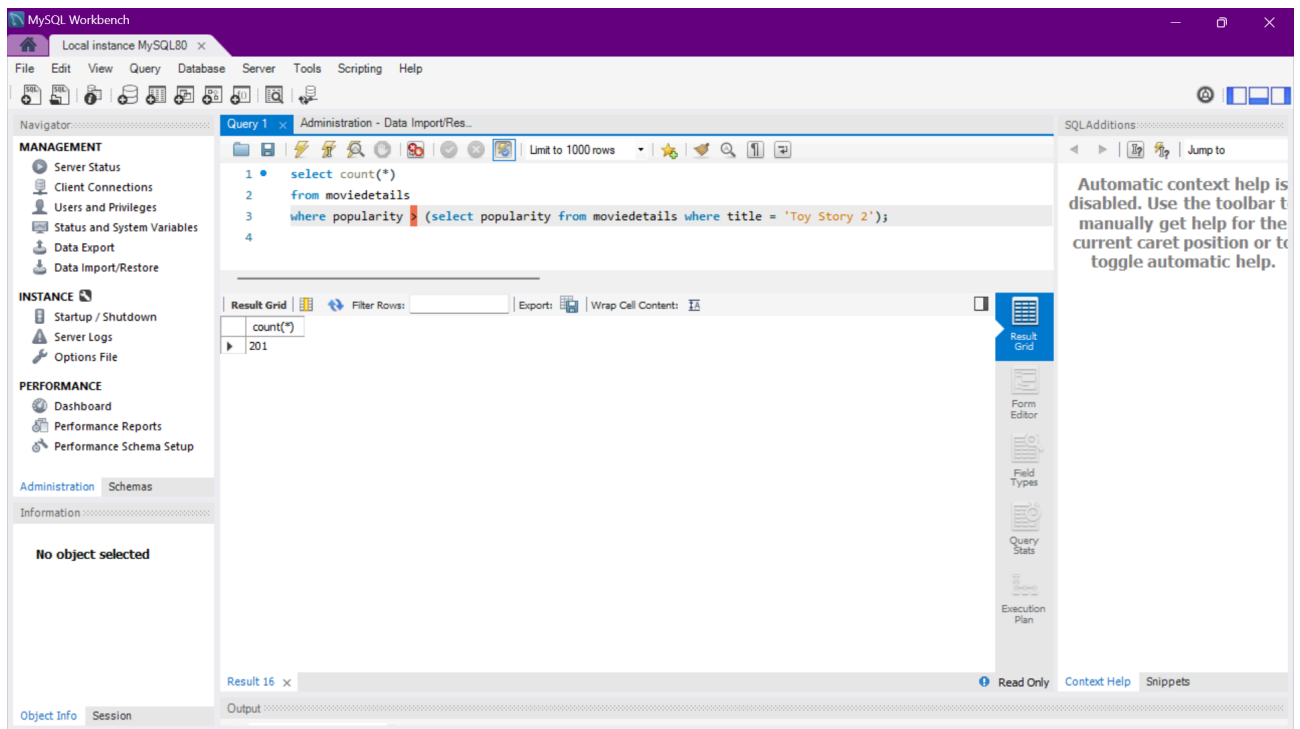 MySQL Workbench
Local instance MySQL80
File Edit View Query Database Server Tools Scripting Help
Navigator
MANAGEMENT
Server Status
Client Connections
Users and Privileges
Status and System Variables
Data Export
Data Import/Restore
INSTANCE
Startup / Shutdown
Server Logs
Options File
PERFORMANCE
Dashboard
Performance Reports
Performance Schema Setup
Administration Schemas
Information
No object selected
Object Info Session
Query 1 Administration - Data Import/Res...
Limit to 1000 rows
1 select count(*)
2 from moviedetails
3 where popularity > (select popularity from moviedetails where title = 'Toy Story 2');
4
Result Grid Filter Rows: Export: Wrap Cell Content:
count(*)
201
Result Grid
Form Editor
Field Types
Query Stats
Execution Plan
Result 16 Read Only
Output
SQLAdditions
Jump to
Automatic context help is
disabled. Use the toolbar t
manually get help for the
current caret position or to
toggle automatic help.
Context Help Snippets